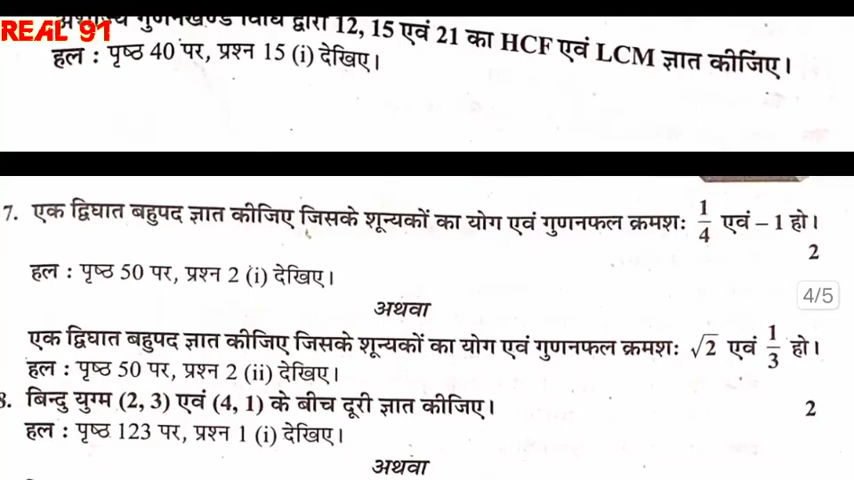 REAL 91
गुणनखण्ड विधि द्वारा 12, 15 एवं 21 का HCF एवं LCM ज्ञात कीजिए।
हल : पृष्ठ 40 पर, प्रश्न 15 (i) देखिए।
7. एक द्विघात बहुपद ज्ञात कीजिए जिसके शून्यकों का योग एवं गुणनफल क्रमशः 1/4 एवं – 1 हो।
2
हल : पृष्ठ 50 पर, प्रश्न 2 (i) देखिए।
4/5
अथवा
एक द्विघात बहुपद ज्ञात कीजिए जिसके शून्यकों का योग एवं गुणनफल क्रमशः √2 एवं 1/3 हो।
हल : पृष्ठ 50 पर, प्रश्न 2 (ii) देखिए।
8. बिन्दु युग्म (2, 3) एवं (4, 1) के बीच दूरी ज्ञात कीजिए। 2
हल : पृष्ठ 123 पर, प्रश्न 1 (i) देखिए।
अथवा